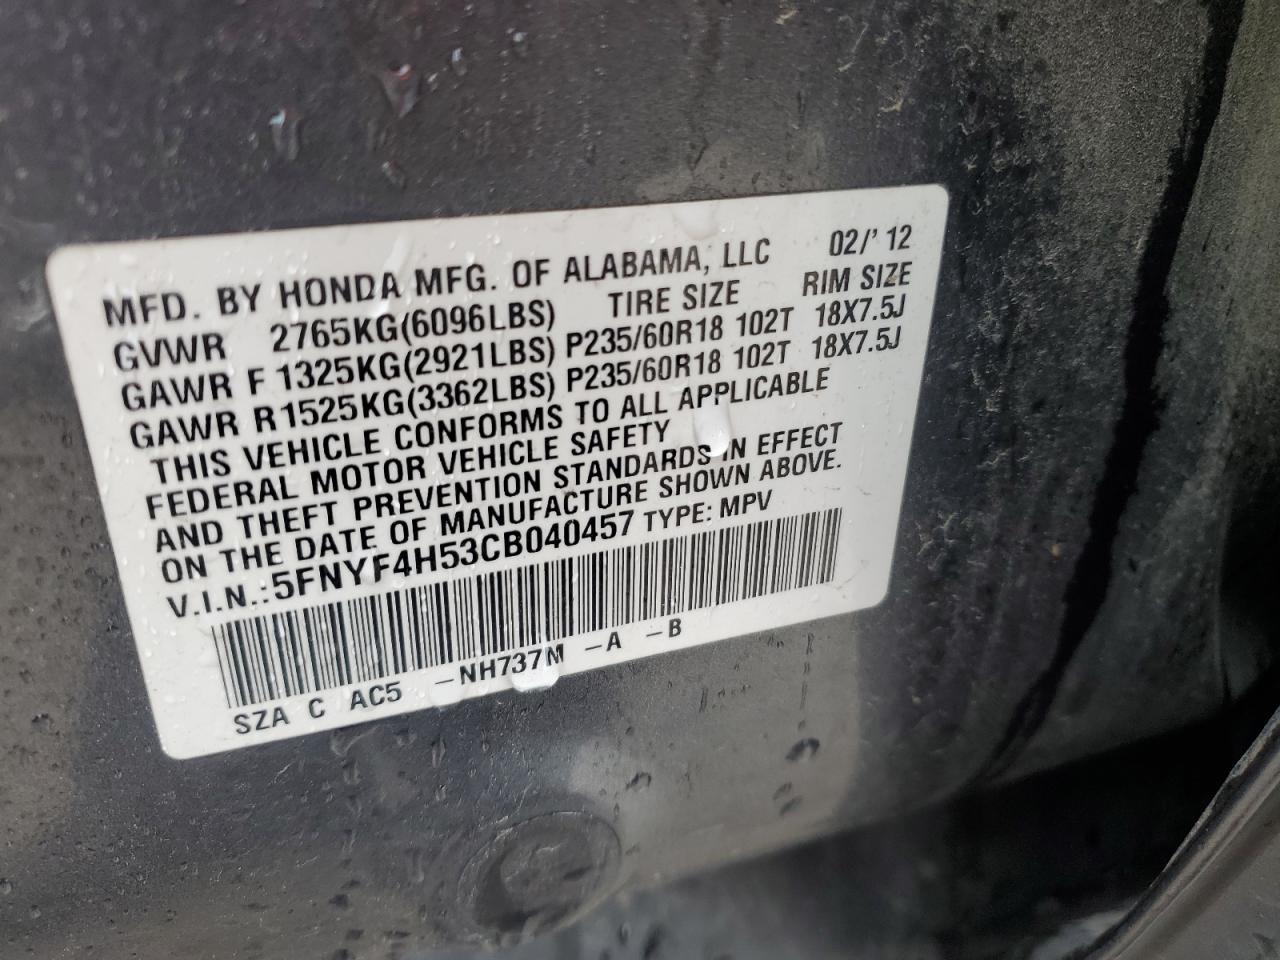 MFD. BY HONDA MFG. OF ALABAMA, LLC 02/'12
GVWR 2765KG(6096LBS) TIRE SIZE RIM SIZE
GAWR F 1325KG(2921LBS) P235/60R18 102T 18X7.5J
GAWR R 1525KG(3362LBS) P235/60R18 102T 18X7.5J
THIS VEHICLE CONFORMS TO ALL APPLICABLE
FEDERAL MOTOR VEHICLE SAFETY
AND THEFT PREVENTION STANDARDS IN EFFECT
ON THE DATE OF MANUFACTURE SHOWN ABOVE.
V.I.N.: 5FNYF4H53CB040457 TYPE: MPV
SZA C AC5 -NH737M -A -B